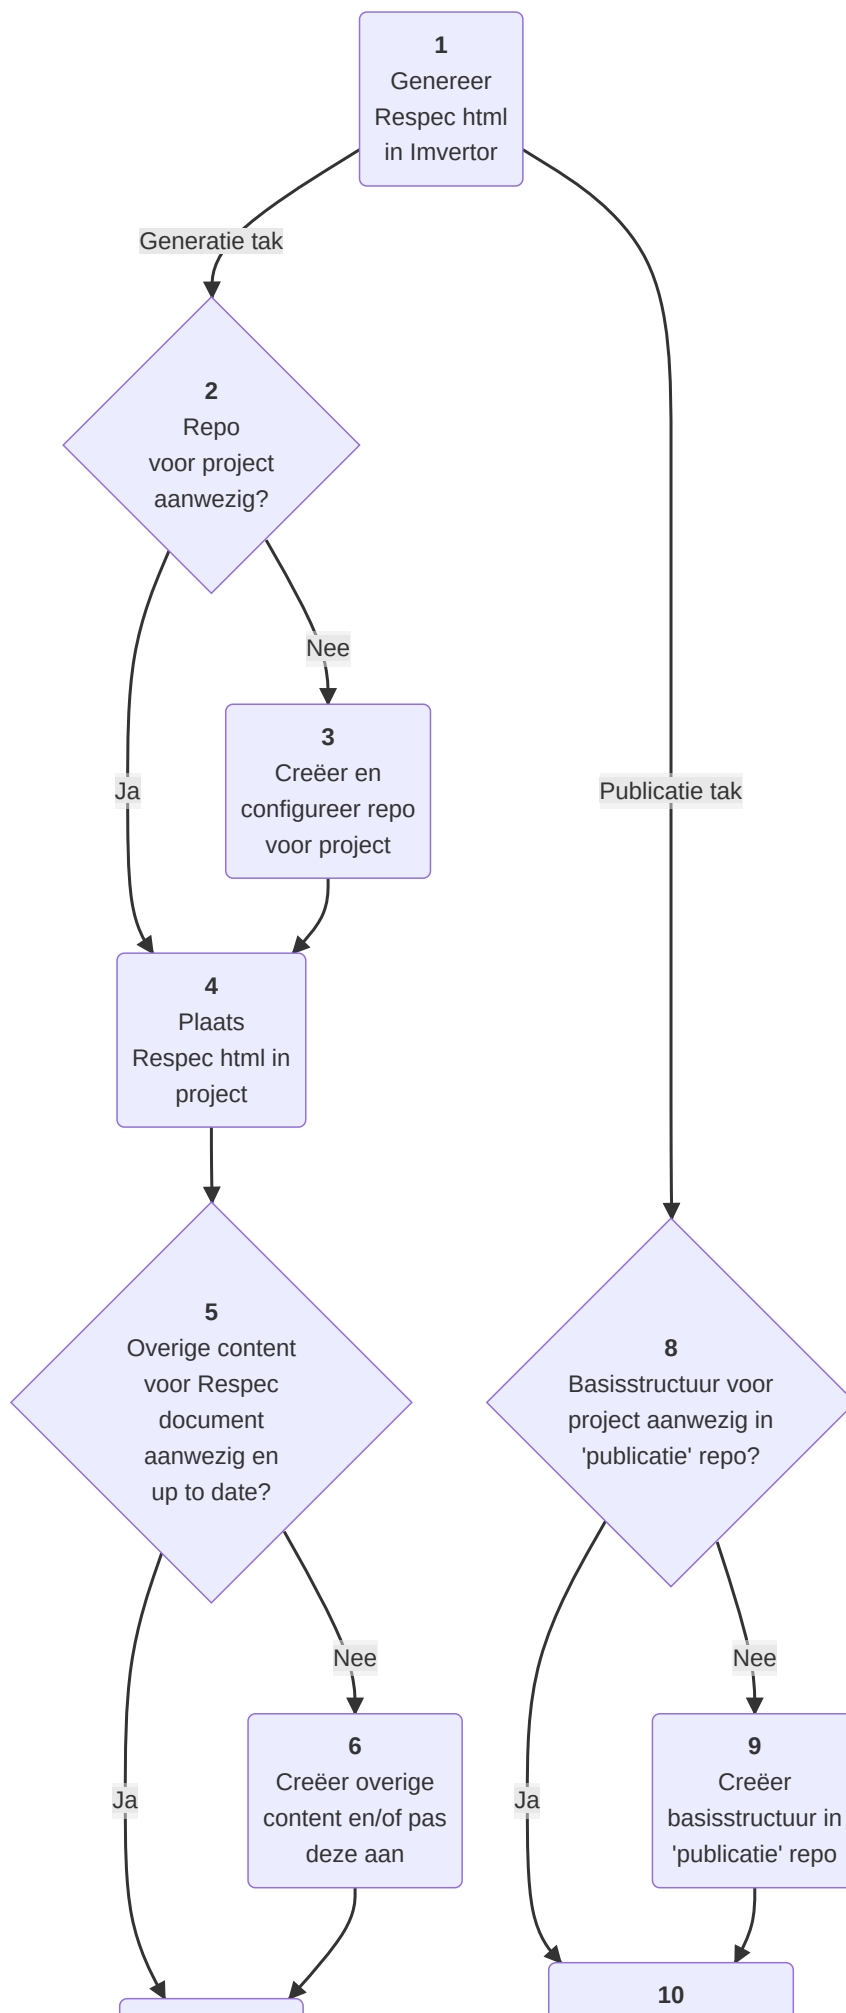 1
Genereer
Respec html
in Imvertor
Generatie tak
2
Repo
voor project
aanwezig?
Nee
3
Creëer en
configureer repo
voor project
Ja
Publicatie tak
4
Plaats
Respec html in
project
5
Overige content
voor Respec
document
aanwezig en
up to date?
8
Basisstructuur voor
project aanwezig in
'publicatie' repo?
Nee
Nee
6
Creëer overige
content en/of pas
deze aan
9
Creëer
basisstructuur in
'publicatie' repo
Ja
Ja
10